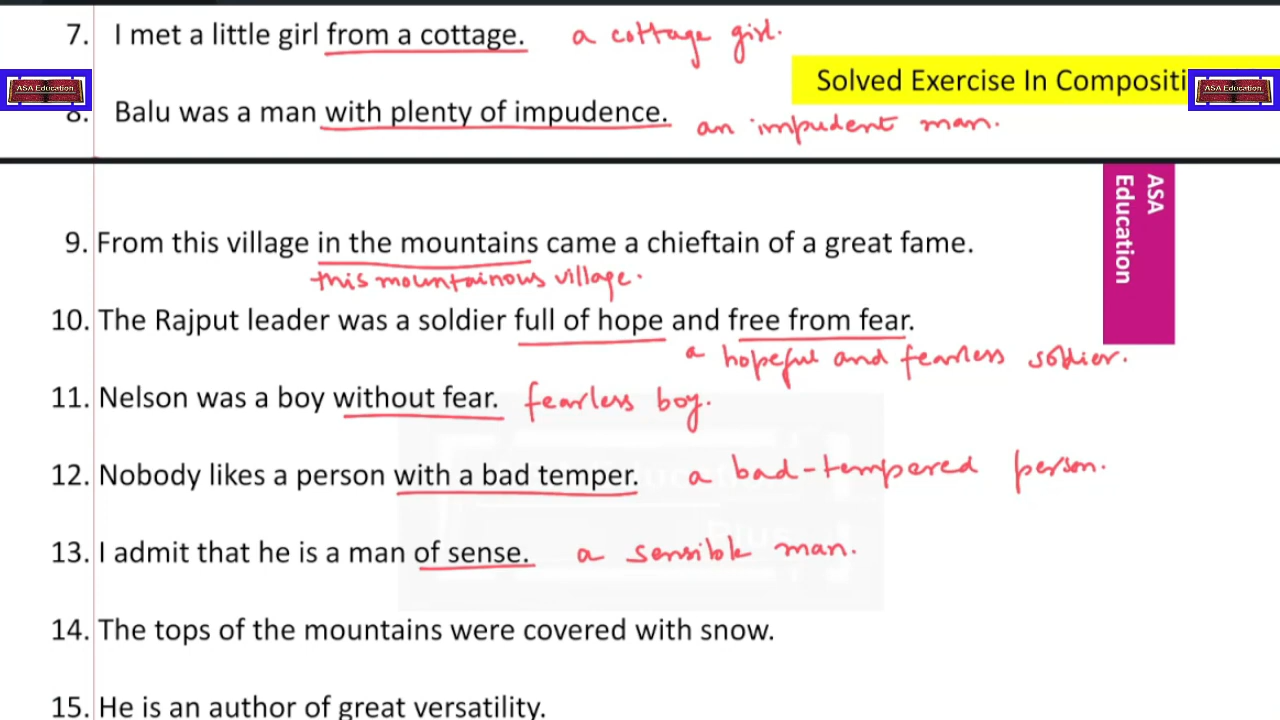 7. I met a little girl from a cottage. a cottage girl.
Solved Exercise In Compositi
ASA Education
ASA Education
8. Balu was a man with plenty of impudence. an impudent man.
ASA Education
9. From this village in the mountains came a chieftain of a great fame.
this mountainous village.
10. The Rajput leader was a soldier full of hope and free from fear.
a hopeful and fearless soldier.
11. Nelson was a boy without fear. fearless boy.
12. Nobody likes a person with a bad temper. a bad-tempered person.
13. I admit that he is a man of sense. a sensible man.
14. The tops of the mountains were covered with snow.
15. He is an author of great versatility.